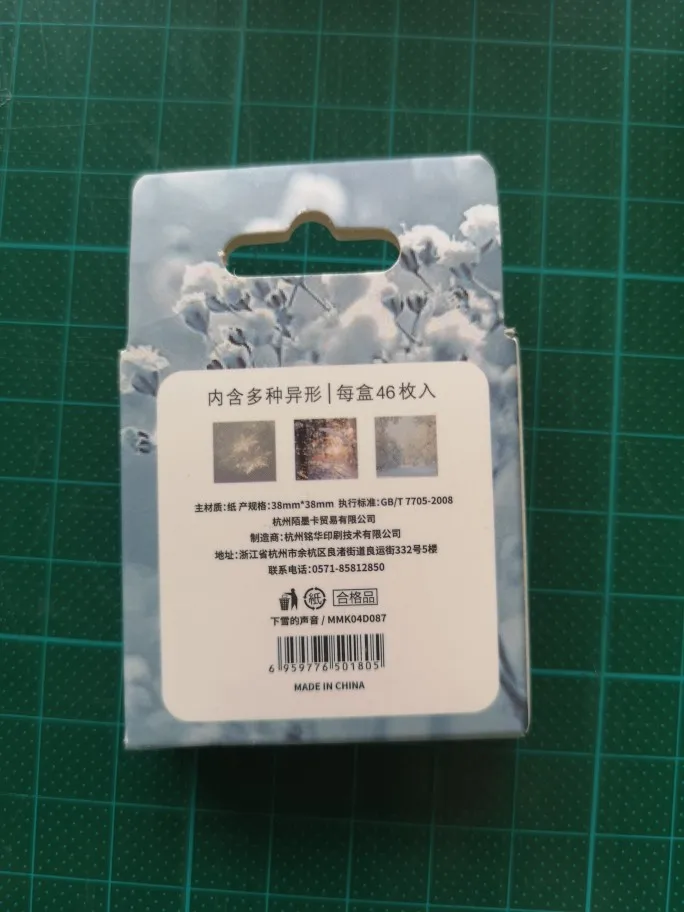 内含多种异形|每盒46枚入
主材质:纸 产规格:38mm*38mm 执行标准:GB/T 7705-2008
杭州陌墨卡贸易有限公司
制造商:杭州铭华印刷技术有限公司
地址:浙江省杭州市余杭区良渚街道良运街332号5楼
联系电话:0571-85812850
紙 合格品
下雪的声音 / MMK04D087
6 959776 501805
MADE IN CHINA